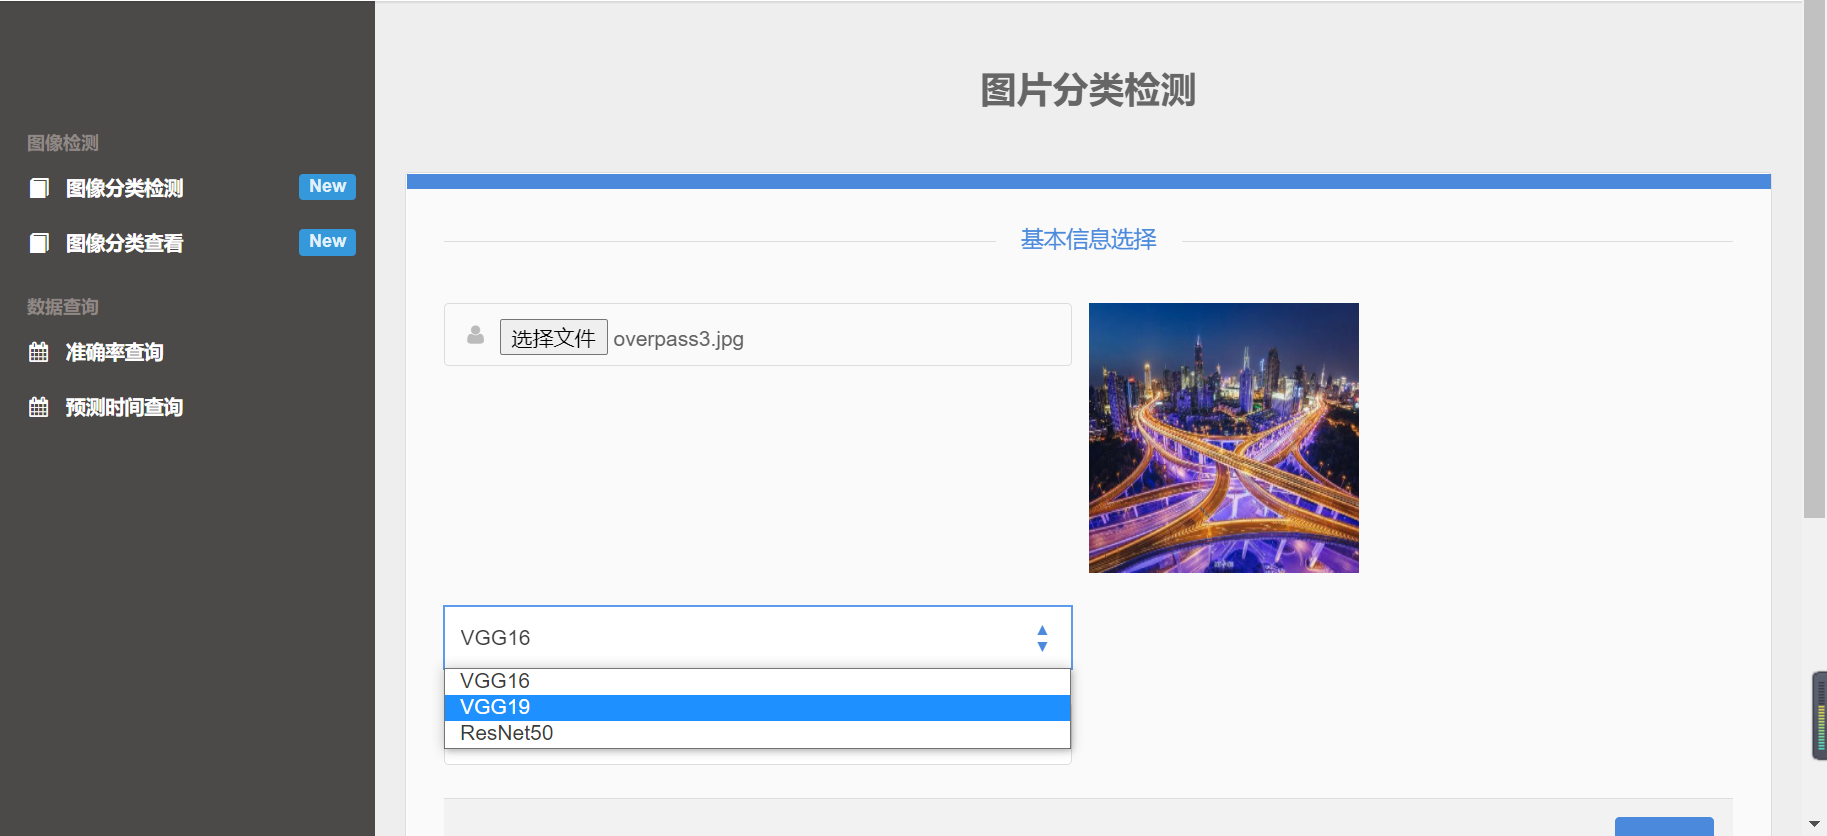 图片分类检测
图像检测
图像分类检测 New
图像分类查看 New
数据查询
准确率查询
预测时间查询
基本信息选择
选择文件 overpass3.jpg
VGG16
VGG16
VGG19
ResNet50